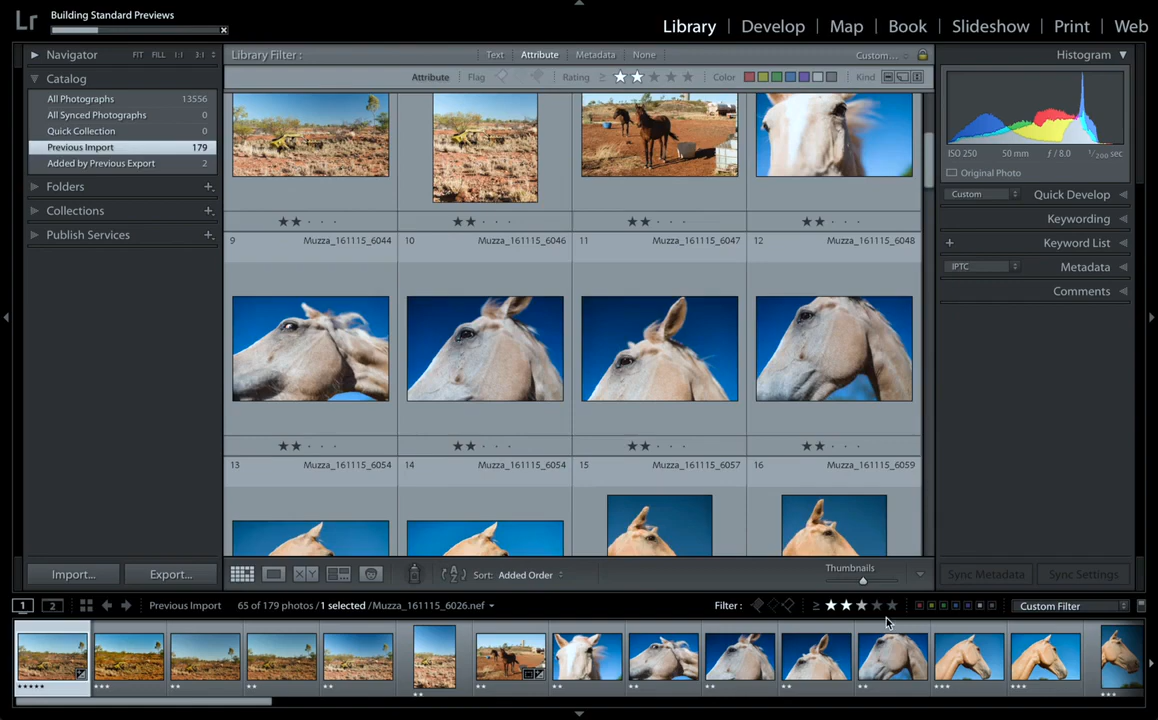 Lr
Building Standard Previews
Library | Develop | Map | Book | Slideshow | Print | Web
Navigator FIT FILL 1:1 3:1
Catalog
All Photographs 13556
All Synced Photographs 0
Quick Collection 0
Previous Import 179
Added by Previous Export 2
Folders
Collections
Publish Services
Import...
Export...
Library Filter : Text Attribute Metadata None Custom...
Attribute Flag Rating ≥ Color Kind
9 Muzza_161115_6044
10 Muzza_161115_6046
11 Muzza_161115_6047
12 Muzza_161115_6048
13 Muzza_161115_6054
14 Muzza_161115_6054
15 Muzza_161115_6057
16 Muzza_161115_6059
Sort: Added Order
Thumbnails
Histogram
ISO 250 50 mm ƒ / 8.0 1/200 sec
Original Photo
Custom Quick Develop
Keywording
Keyword List
IPTC Metadata
Comments
Sync Metadata
Sync Settings
1 2 Previous Import 65 of 179 photos / 1 selected / Muzza_161115_6026.nef Filter : ≥ Custom Filter